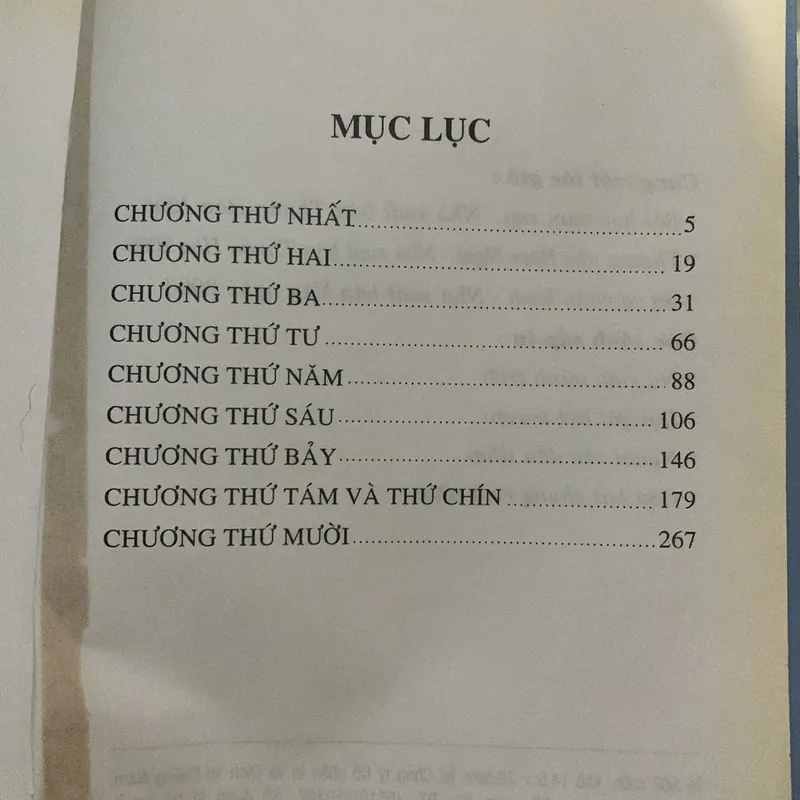 MỤC LỤC
CHƯƠNG THỨ NHẤT 5
CHƯƠNG THỨ HAI 19
CHƯƠNG THỨ BA 31
CHƯƠNG THỨ TƯ 66
CHƯƠNG THỨ NĂM 88
CHƯƠNG THỨ SÁU 106
CHƯƠNG THỨ BẢY 146
CHƯƠNG THỨ TÁM VÀ THỨ CHÍN 179
CHƯƠNG THỨ MƯỜI 267